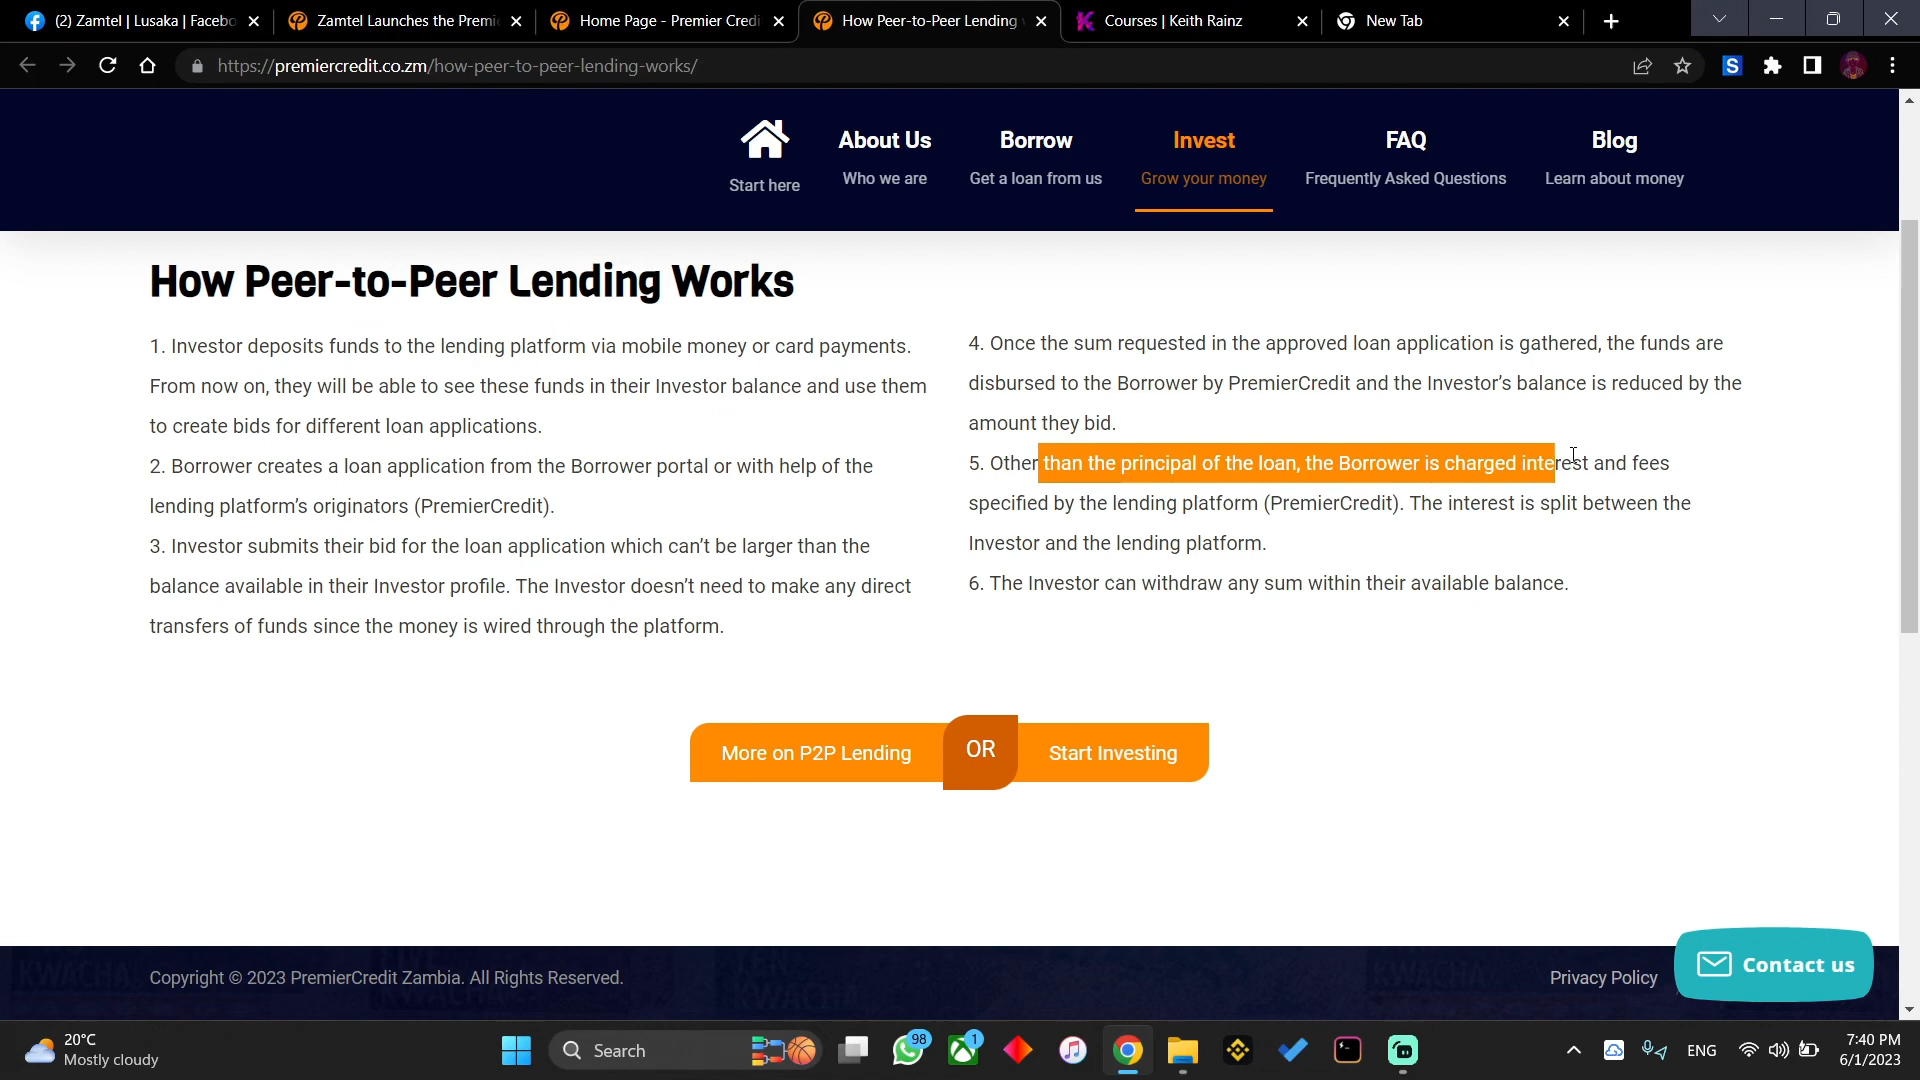 (2) Zamtel | Lusaka | Facebo
Zamtel Launches the Premi
Home Page - Premier Credi
How Peer-to-Peer Lending
Courses | Keith Rainz
New Tab
https://premiercredit.co.zm/how-peer-to-peer-lending-works/
S
Start here
About Us
Who we are
Borrow
Get a loan from us
Invest
Grow your money
FAQ
Frequently Asked Questions
Blog
Learn about money
How Peer-to-Peer Lending Works
1. Investor deposits funds to the lending platform via mobile money or card payments.
From now on, they will be able to see these funds in their Investor balance and use them
to create bids for different loan applications.
2. Borrower creates a loan application from the Borrower portal or with help of the
lending platform's originators (PremierCredit).
3. Investor submits their bid for the loan application which can't be larger than the
balance available in their Investor profile. The Investor doesn't need to make any direct
transfers of funds since the money is wired through the platform.
4. Once the sum requested in the approved loan application is gathered, the funds are
disbursed to the Borrower by PremierCredit and the Investor's balance is reduced by the
amount they bid.
5. Other than the principal of the loan, the Borrower is charged interest and fees
specified by the lending platform (PremierCredit). The interest is split between the
Investor and the lending platform.
6. The Investor can withdraw any sum within their available balance.
More on P2P Lending
OR
Start Investing
Copyright © 2023 PremierCredit Zambia. All Rights Reserved.
Privacy Policy
Contact us
20°C
Mostly cloudy
Search
98
1
ENG
7:40 PM
6/1/2023